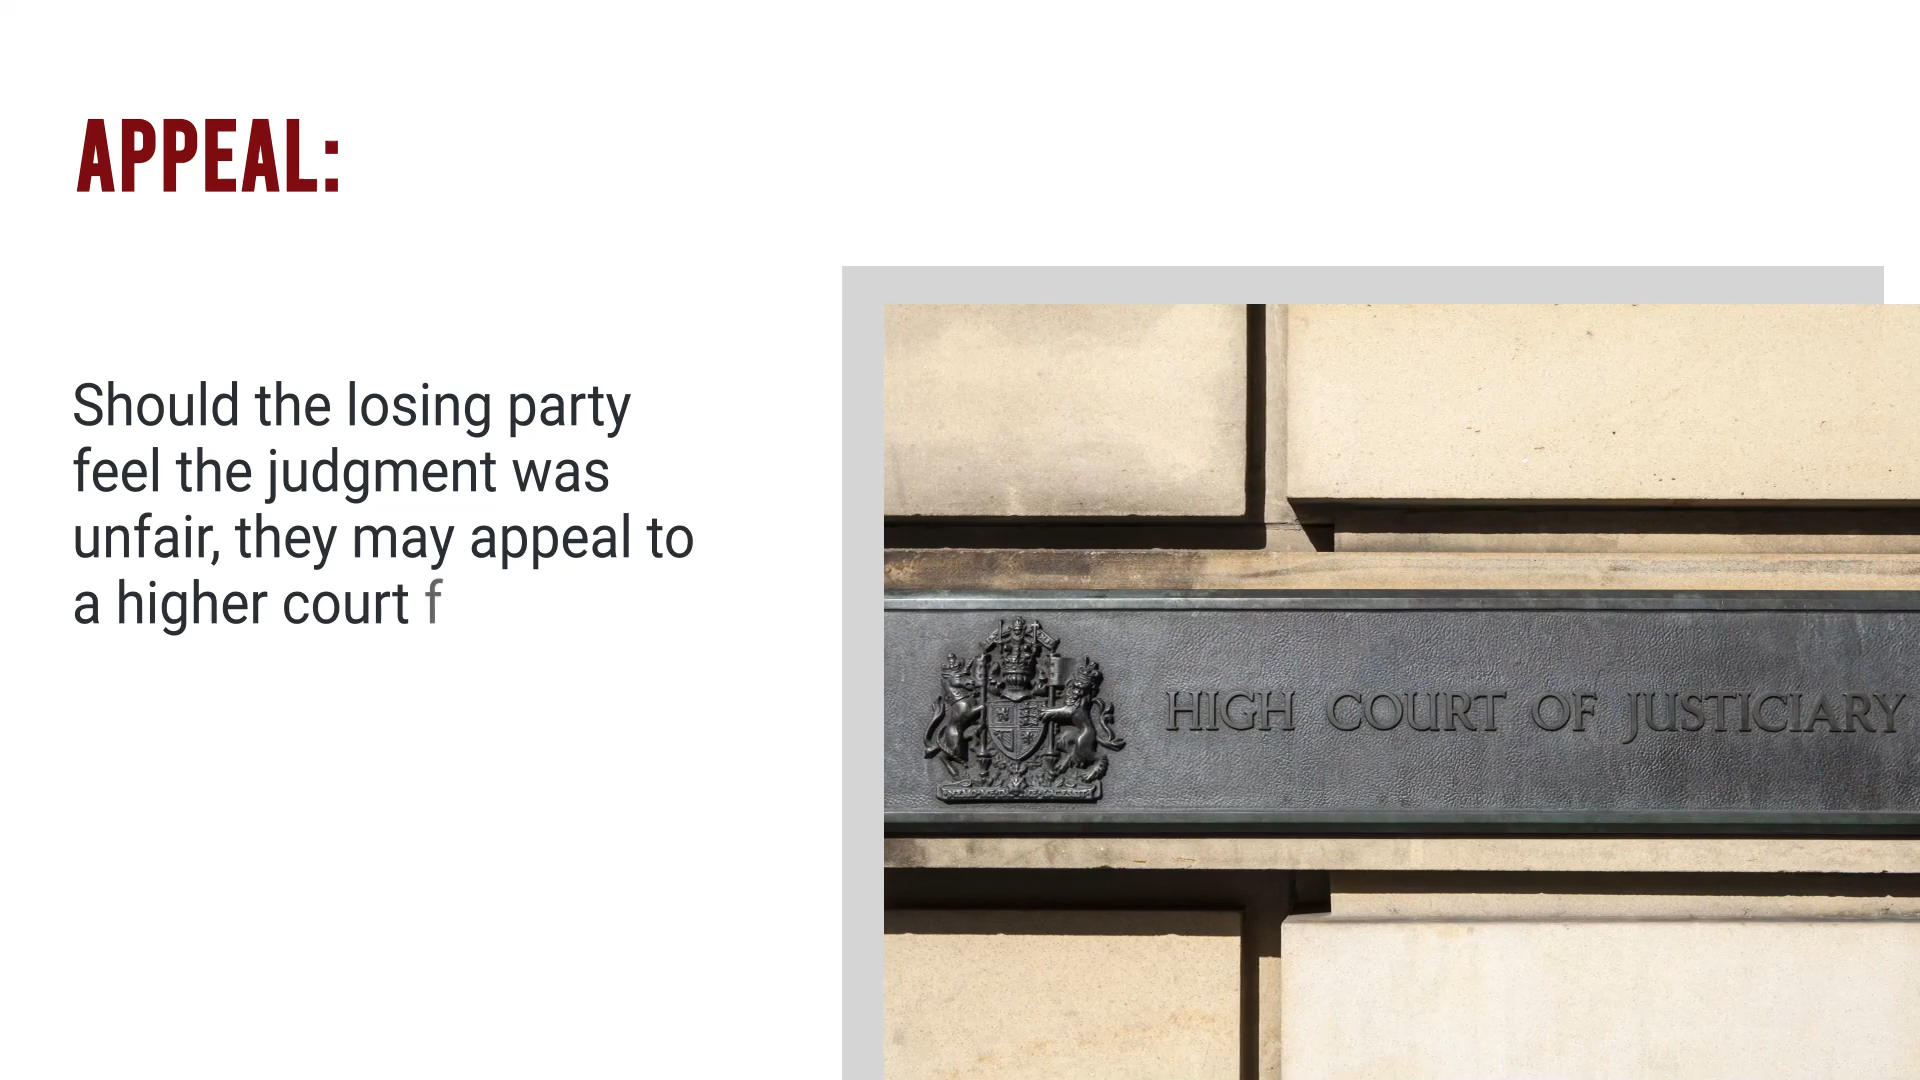 APPEAL:
Should the losing party
feel the judgment was
unfair, they may appeal to
a higher court f
HIGH COURT OF JUSTICIARY